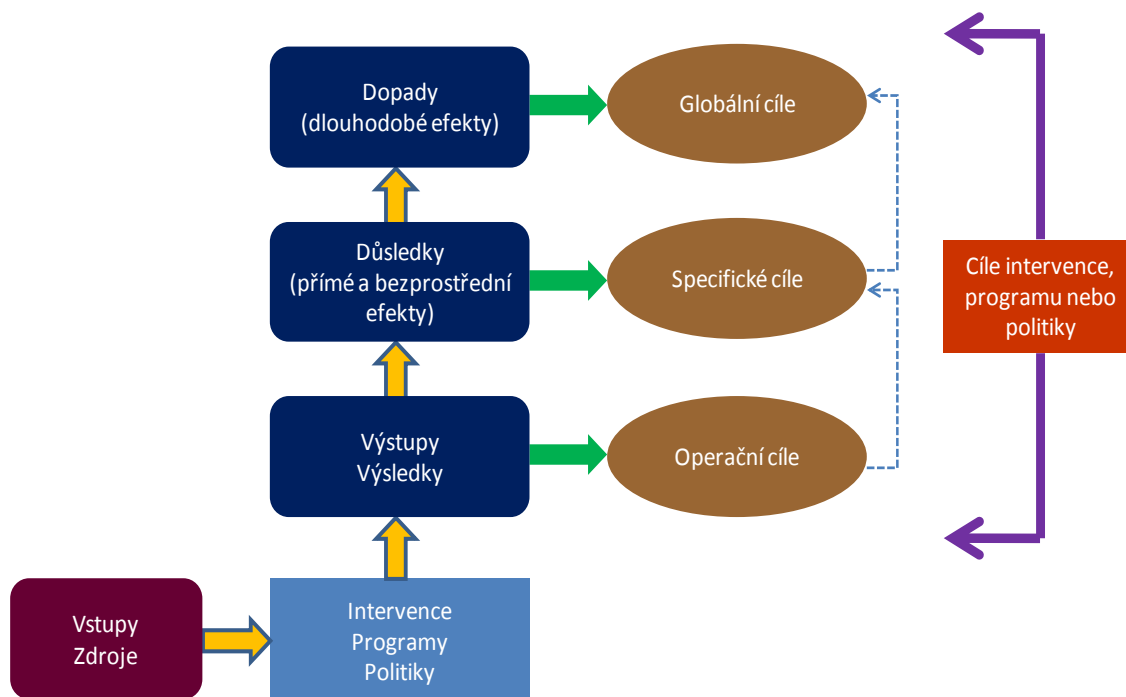 Dopady
(dlouhodobé efekty)
Globální cíle
Důsledky
(přímé a bezprostřední
efekty)
Specifické cíle
Cíle intervence,
programu nebo
politiky
Výstupy
Výsledky
Operační cíle
Vstupy
Zdroje
Intervence
Programy
Politiky